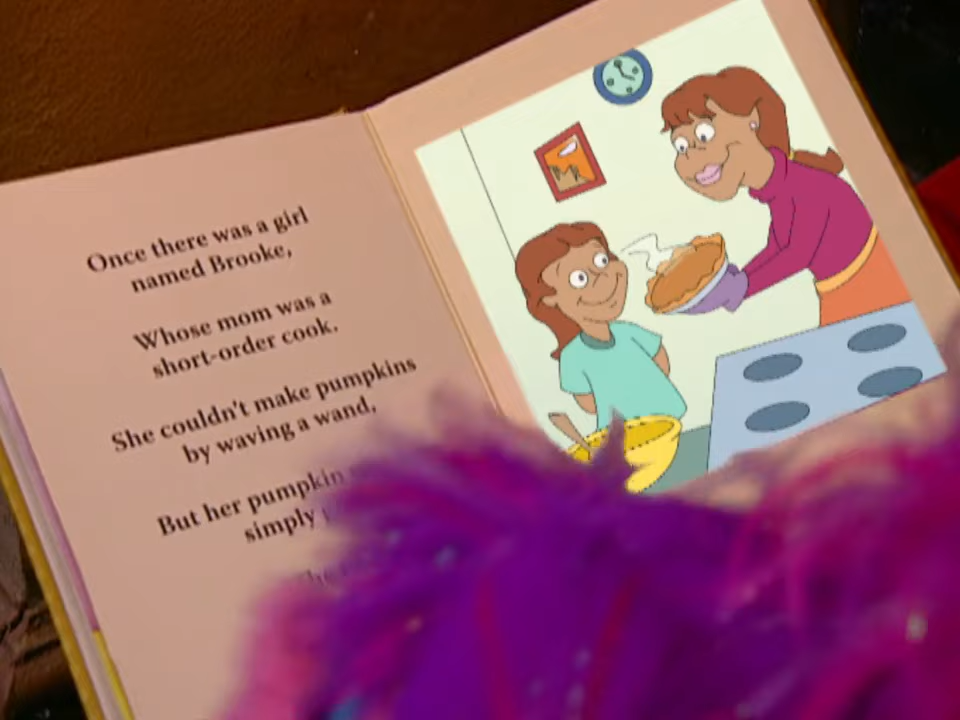 Once there was a girl
named Brooke,
Whose mom was a
short-order cook.
She couldn't make pumpkins
by waving a wand,
But her pumpkin
simply